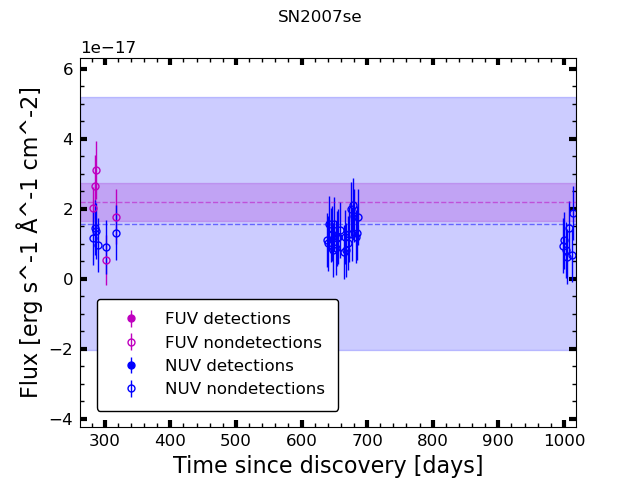 SN2007se
1e−17
6
4
2
0
−2
−4
Flux [erg s^-1 Å^-1 cm^-2]
FUV detections
FUV nondetections
NUV detections
NUV nondetections
300 400 500 600 700 800 900 1000
Time since discovery [days]